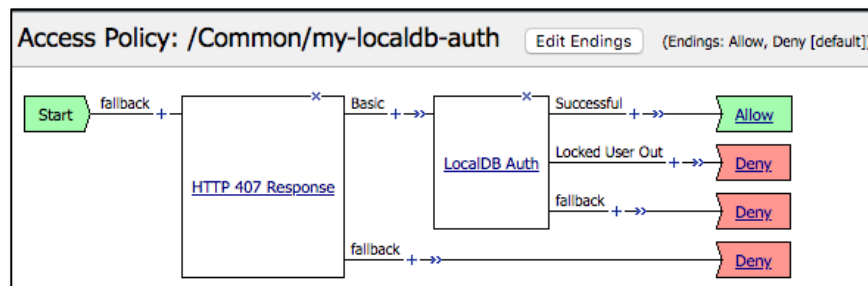 Access Policy: /Common/my-localdb-auth Edit Endings (Endings: Allow, Deny [default])
Start fallback + Basic + Successful + Allow
Locked User Out + Deny
HTTP 407 Response LocalDB Auth
fallback + Deny
fallback + Deny